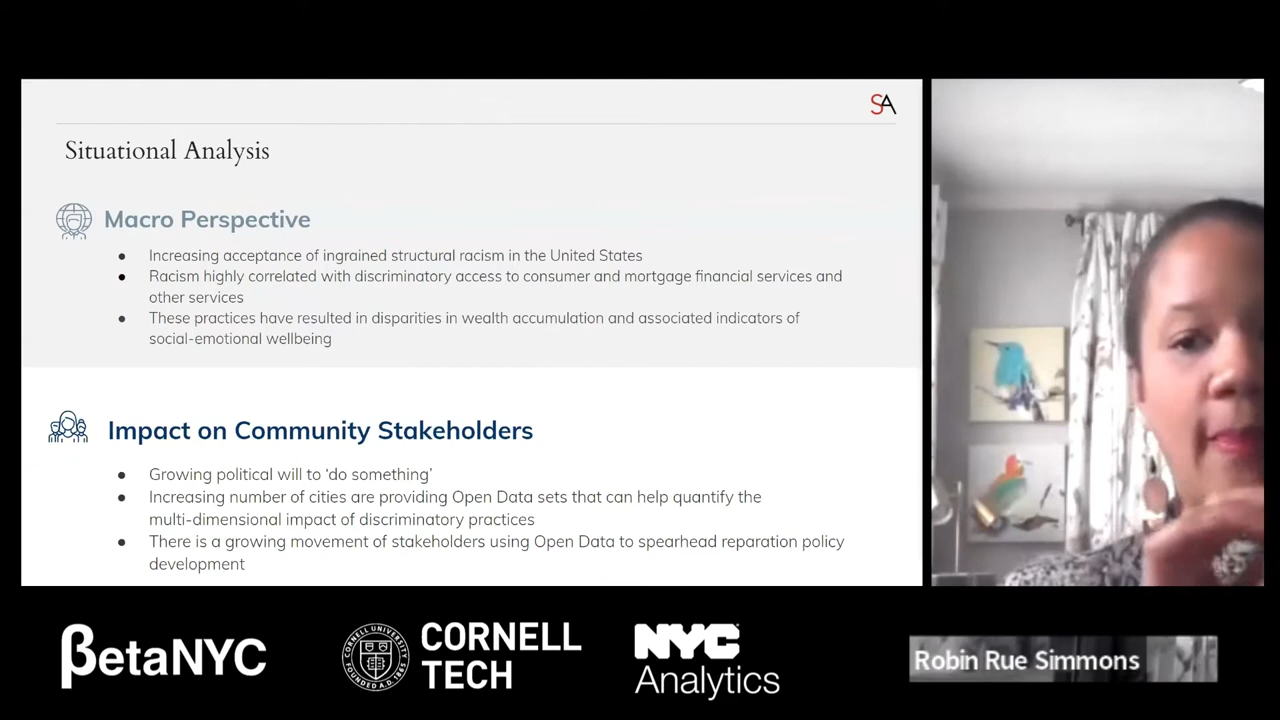 SA
Situational Analysis
Macro Perspective
● Increasing acceptance of ingrained structural racism in the United States
● Racism highly correlated with discriminatory access to consumer and mortgage financial services and
other services
● These practices have resulted in disparities in wealth accumulation and associated indicators of
social-emotional wellbeing
Impact on Community Stakeholders
● Growing political will to ‘do something’
● Increasing number of cities are providing Open Data sets that can help quantify the
multi-dimensional impact of discriminatory practices
● There is a growing movement of stakeholders using Open Data to spearhead reparation policy
development
βetaNYC
CORNELL UNIVERSITY
FOUNDED A.D. 1865
CORNELL
TECH
NYC
Analytics
Robin Rue Simmons